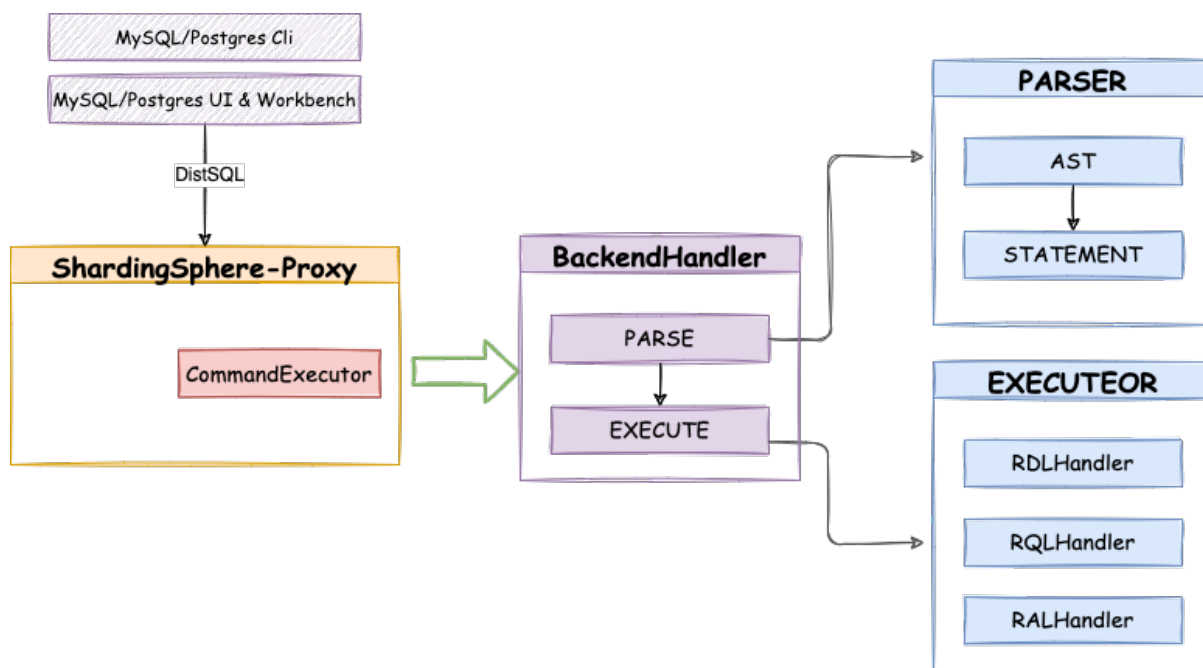 MySQL/Postgres Cli
MySQL/Postgres UI & Workbench
DistSQL
ShardingSphere-Proxy
CommandExecutor
BackendHandler
PARSE
EXECUTE
PARSER
AST
STATEMENT
EXECUTEOR
RDLHandler
RQLHandler
RALHandler